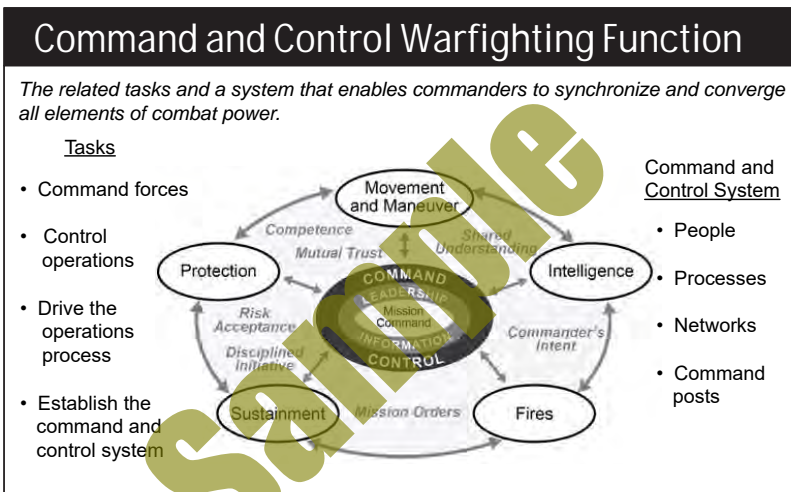 Command and Control Warfighting Function
The related tasks and a system that enables commanders to synchronize and converge
all elements of combat power.
Tasks
• Command forces
• Control
operations
• Drive the
operations
process
• Establish the
command and
control system
Movement
and Maneuver
Competence
Mutual Trust
Shared
Understanding
Protection
Intelligence
COMMAND
LEADERSHIP
Mission
Command
INFORMATION
CONTROL
Risk
Acceptance
Disciplined
Initiative
Commander's
Intent
Sustainment
Mission Orders
Fires
Command and
Control System
• People
• Processes
• Networks
• Command
posts
Sample